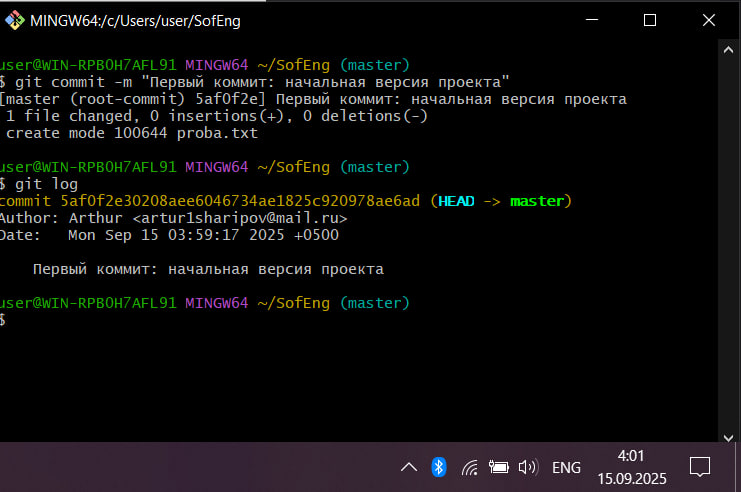 MINGW64:/c/Users/user/SofEng
user@WIN-RPB0H7AFL91 MINGW64 ~/SofEng (master)
$ git commit -m "Первый коммит: начальная версия проекта"
[master (root-commit) 5af0f2e] Первый коммит: начальная версия проекта
 1 file changed, 0 insertions(+), 0 deletions(-)
 create mode 100644 proba.txt
user@WIN-RPB0H7AFL91 MINGW64 ~/SofEng (master)
$ git log
commit 5af0f2e30208aee6046734ae1825c920978ae6ad (HEAD -> master)
Author: Arthur <artur1sharipov@mail.ru>
Date:   Mon Sep 15 03:59:17 2025 +0500
    Первый коммит: начальная версия проекта
user@WIN-RPB0H7AFL91 MINGW64 ~/SofEng (master)
$
ENG
4:01
15.09.2025